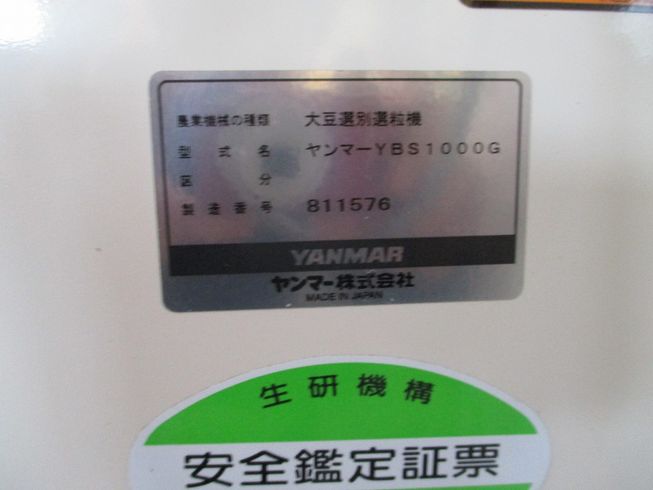 農業機械の種類 大豆選別選粒機
型式名 ヤンマーYBS1000G
区分
製造番号 811576
YANMAR
ヤンマー株式会社
MADE IN JAPAN
生研機構
安全鑑定証票